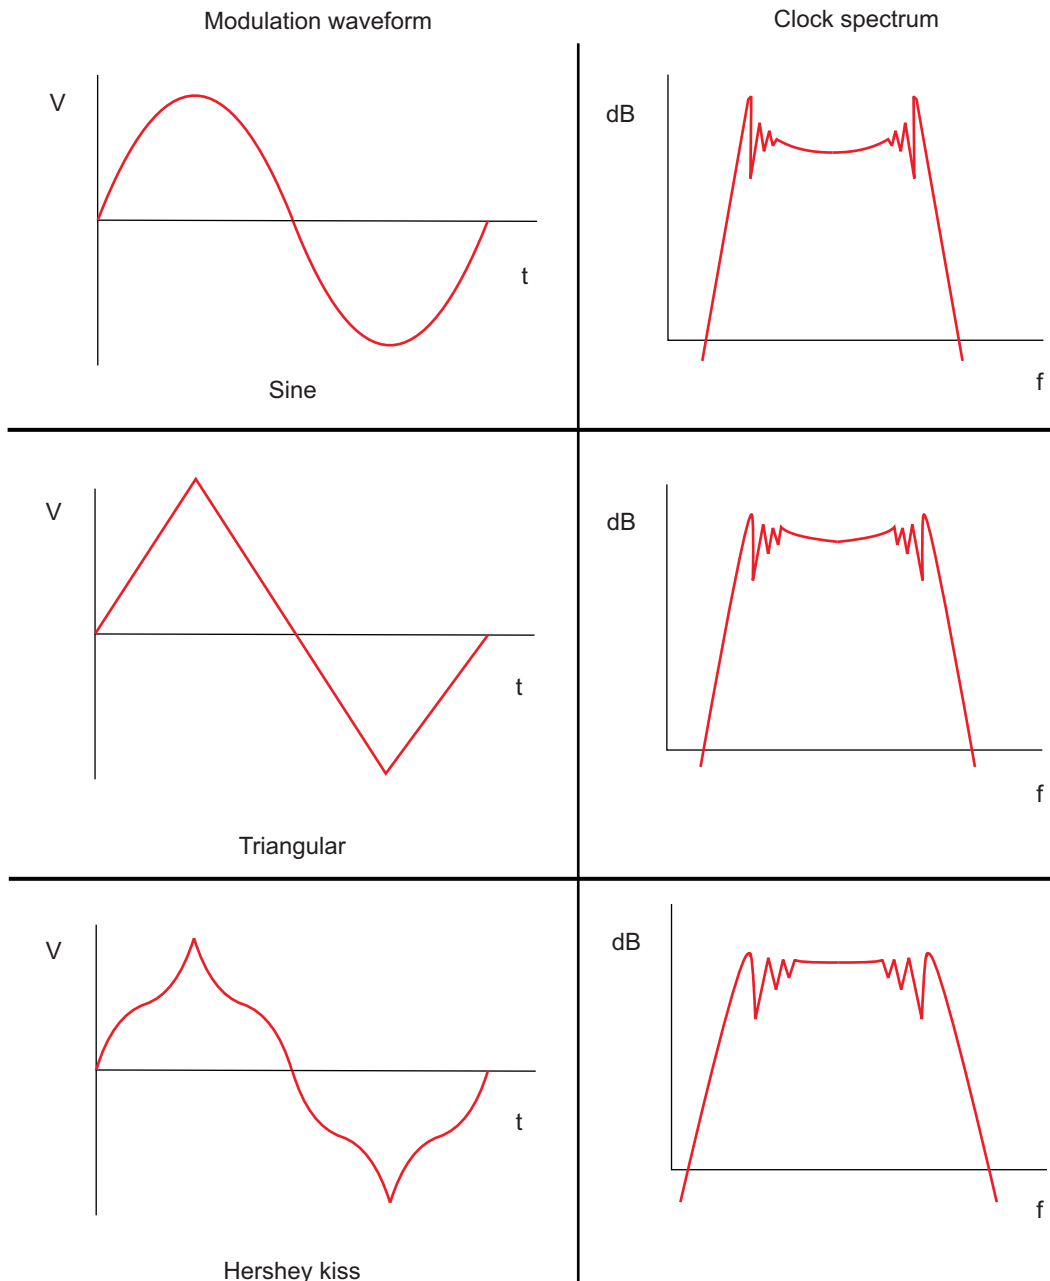 Modulation waveform
Clock spectrum
V
t
Sine
dB
f
V
t
Triangular
dB
f
V
t
Hershey kiss
dB
f